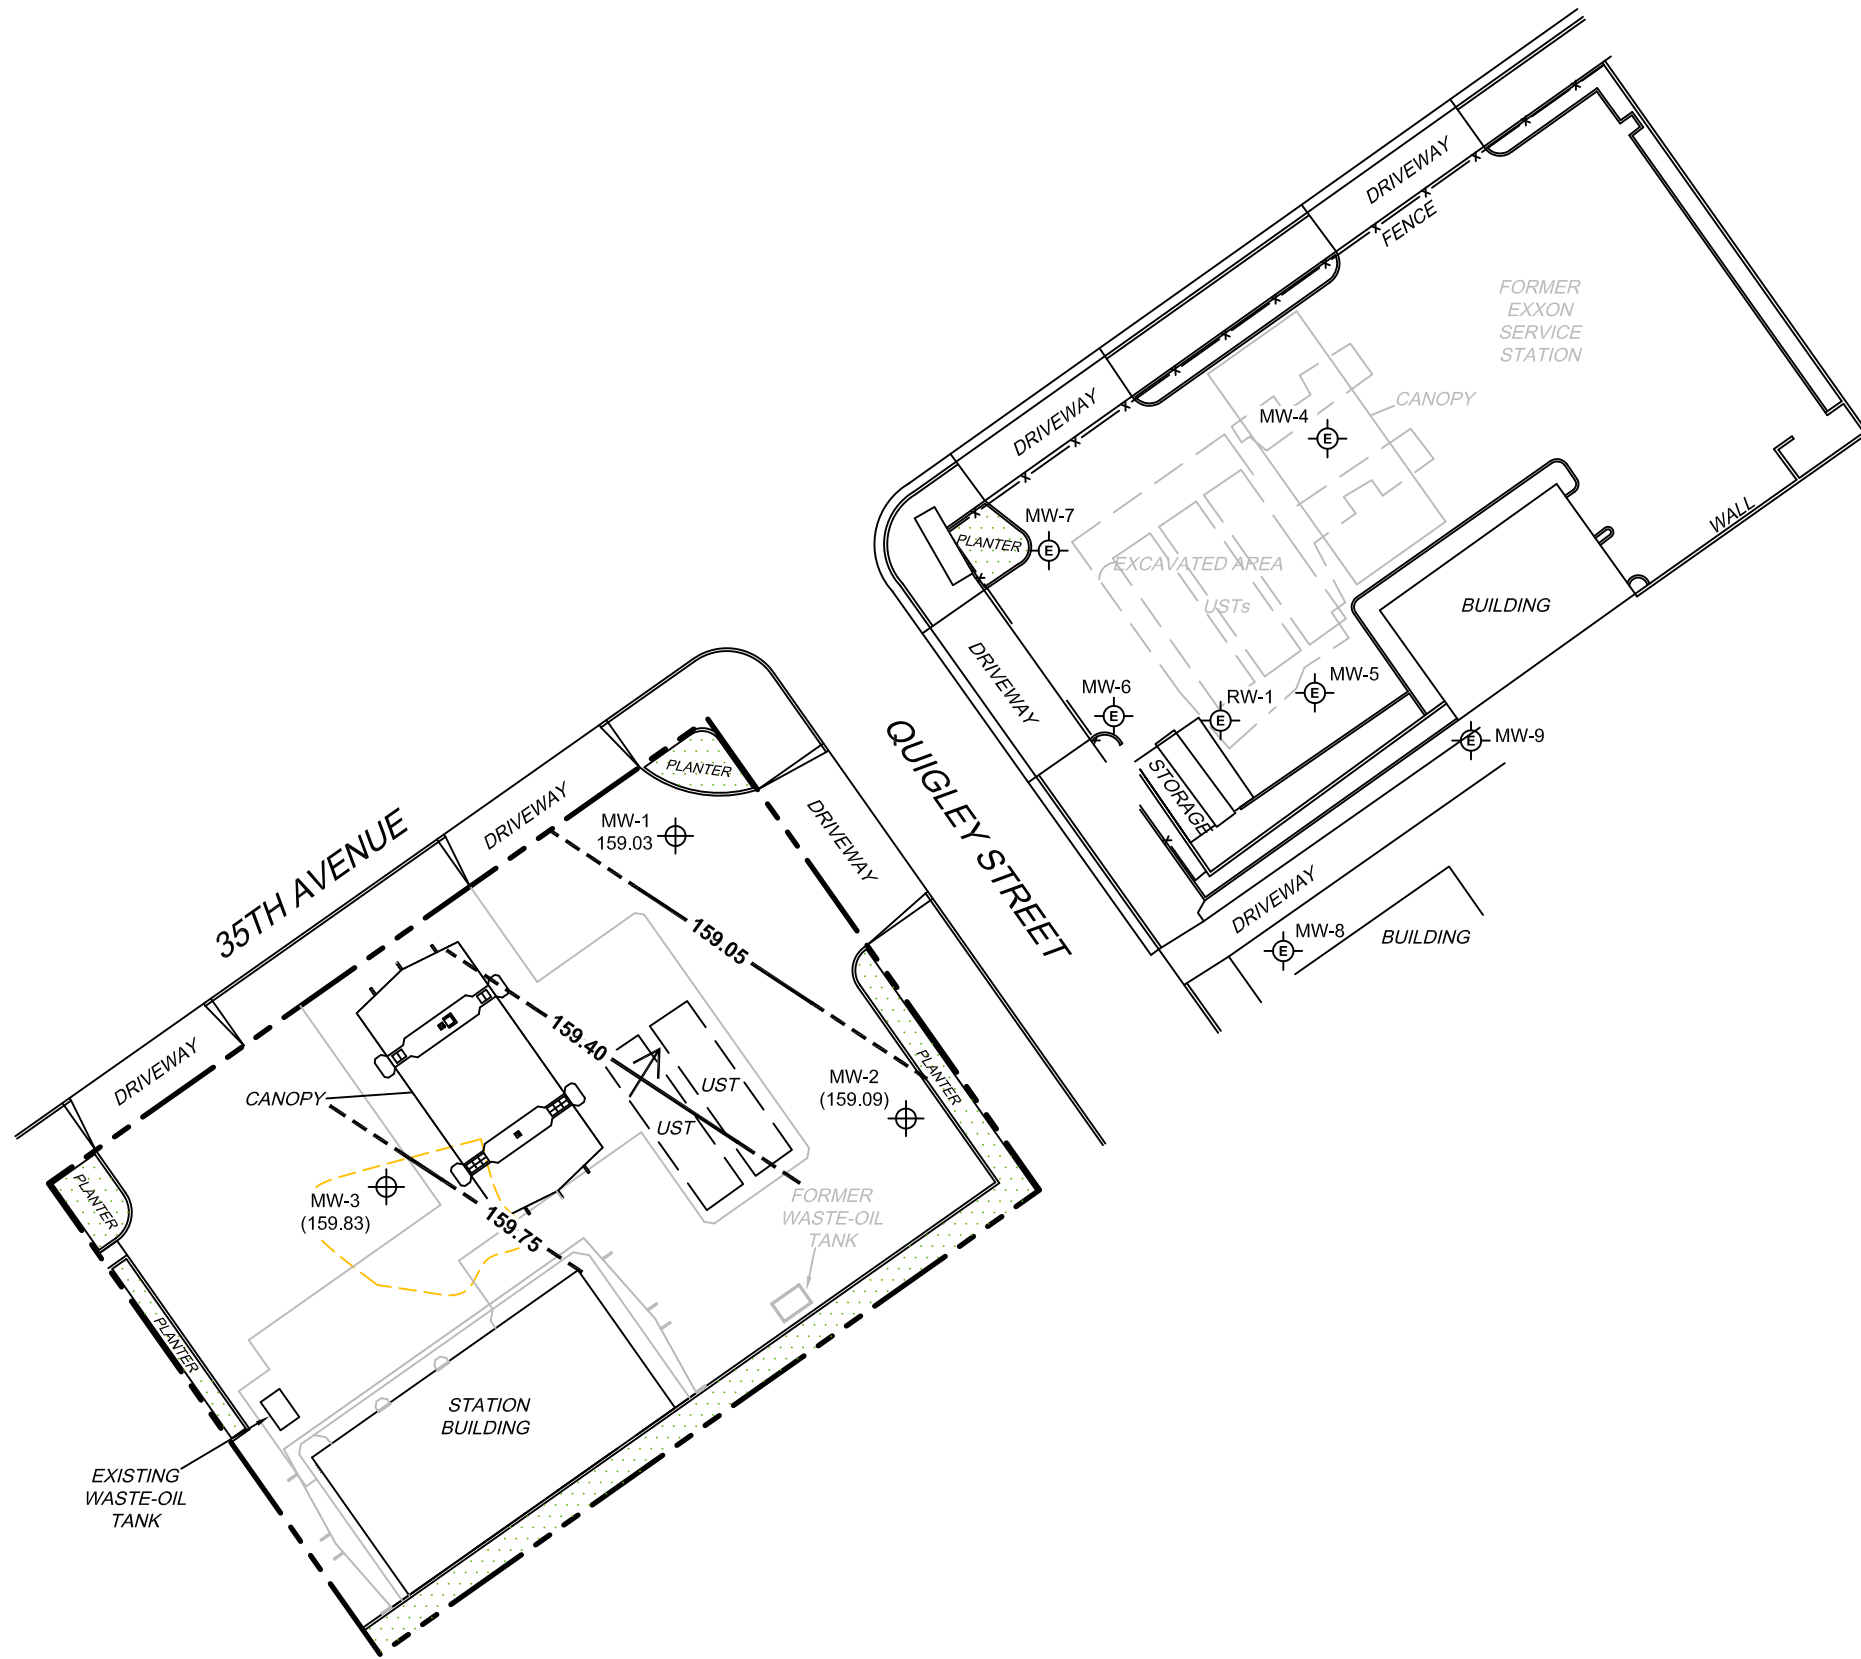 DRIVEWAY
FENCE
FORMER
EXXON
SERVICE
STATION
CANOPY
DRIVEWAY
MW-4
E
MW-7
E
PLANTER
EXCAVATED AREA
USTs
BUILDING
WALL
DRIVEWAY
MW-6
E
RW-1
E
MW-5
E
MW-9
E
STORAGE
QUIGLEY STREET
DRIVEWAY
MW-8
E
BUILDING
PLANTER
DRIVEWAY
DRIVEWAY
MW-1
159.03
35TH AVENUE
159.05
159.40
DRIVEWAY
CANOPY
UST
UST
MW-2
(159.09)
PLANTER
MW-3
(159.83)
159.75
PLANTER
FORMER
WASTE-OIL
TANK
PLANTER
STATION
BUILDING
EXISTING
WASTE-OIL
TANK